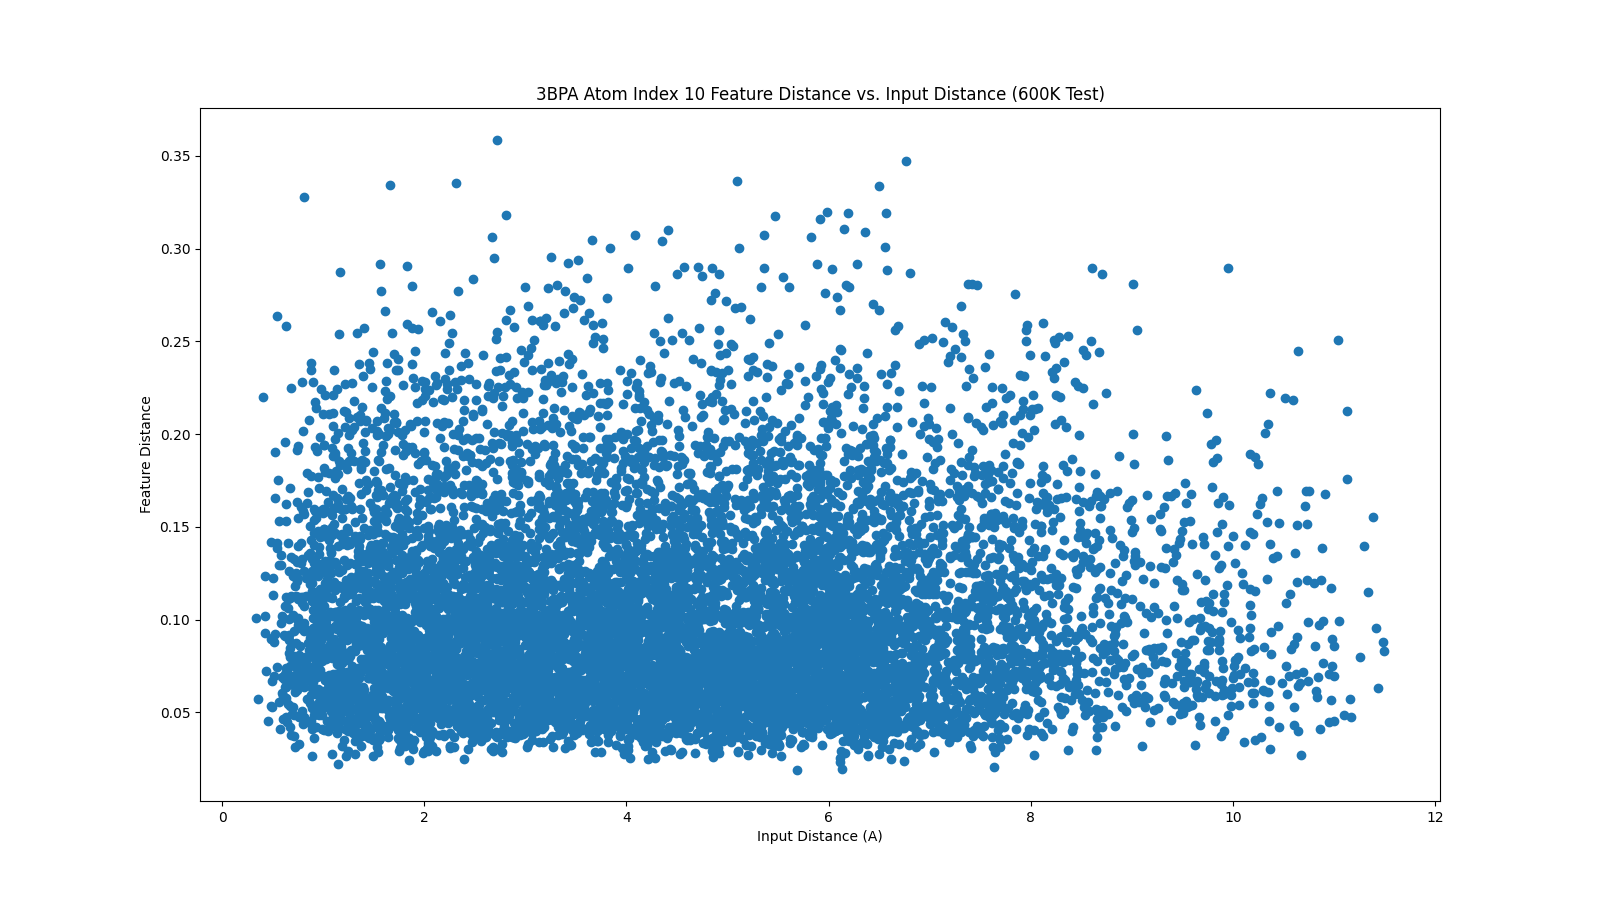 3BPA Atom Index 10 Feature Distance vs. Input Distance (600K Test)
0.35
0.30
0.25
0.20
0.15
0.10
0.05
Feature Distance
0 2 4 6 8 10 12
Input Distance (A)